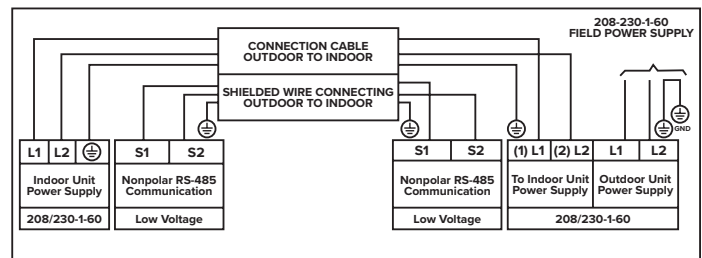 208-230-1-60
FIELD POWER SUPPLY
CONNECTION CABLE
OUTDOOR TO INDOOR
SHIELDED WIRE CONNECTING
OUTDOOR TO INDOOR
GND
L1 L2
S1 S2
S1 S2
(1) L1 (2) L2 L1 L2
Indoor Unit
Power Supply
Nonpolar RS-485
Communication
Nonpolar RS-485
Communication
To Indoor Unit
Power Supply
Outdoor Unit
Power Supply
208/230-1-60
Low Voltage
Low Voltage
208/230-1-60